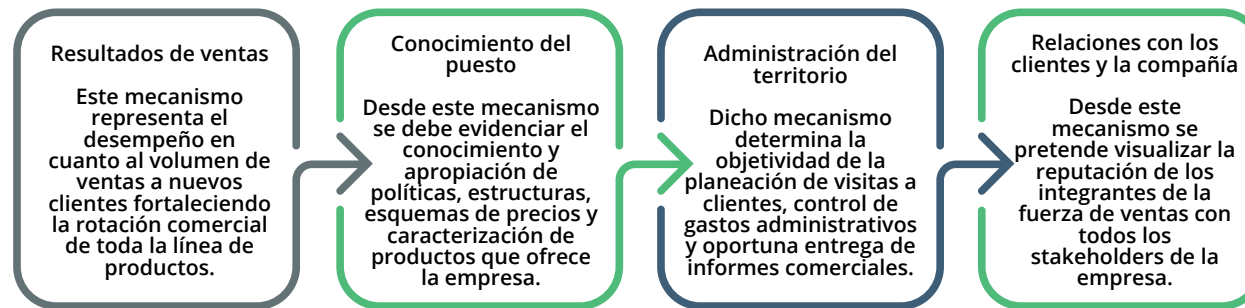 Resultados de ventas
Este mecanismo
representa el
desempeño en
cuanto al volumen de
ventas a nuevos
clientes fortaleciendo
la rotación comercial
de toda la línea de
productos.
Conocimiento del
puesto
Desde este mecanismo
se debe evidenciar el
conocimiento y
apropiación de
políticas, estructuras,
esquemas de precios y
caracterización de
productos que ofrece
la empresa.
Administración del
territorio
Dicho mecanismo
determina la
objetividad de la
planeación de visitas a
clientes, control de
gastos administrativos
y oportuna entrega de
informes comerciales.
Relaciones con los
clientes y la compañía
Desde este
mecanismo se
pretende visualizar la
reputación de los
integrantes de la
fuerza de ventas con
todos los
stakeholders de la
empresa.